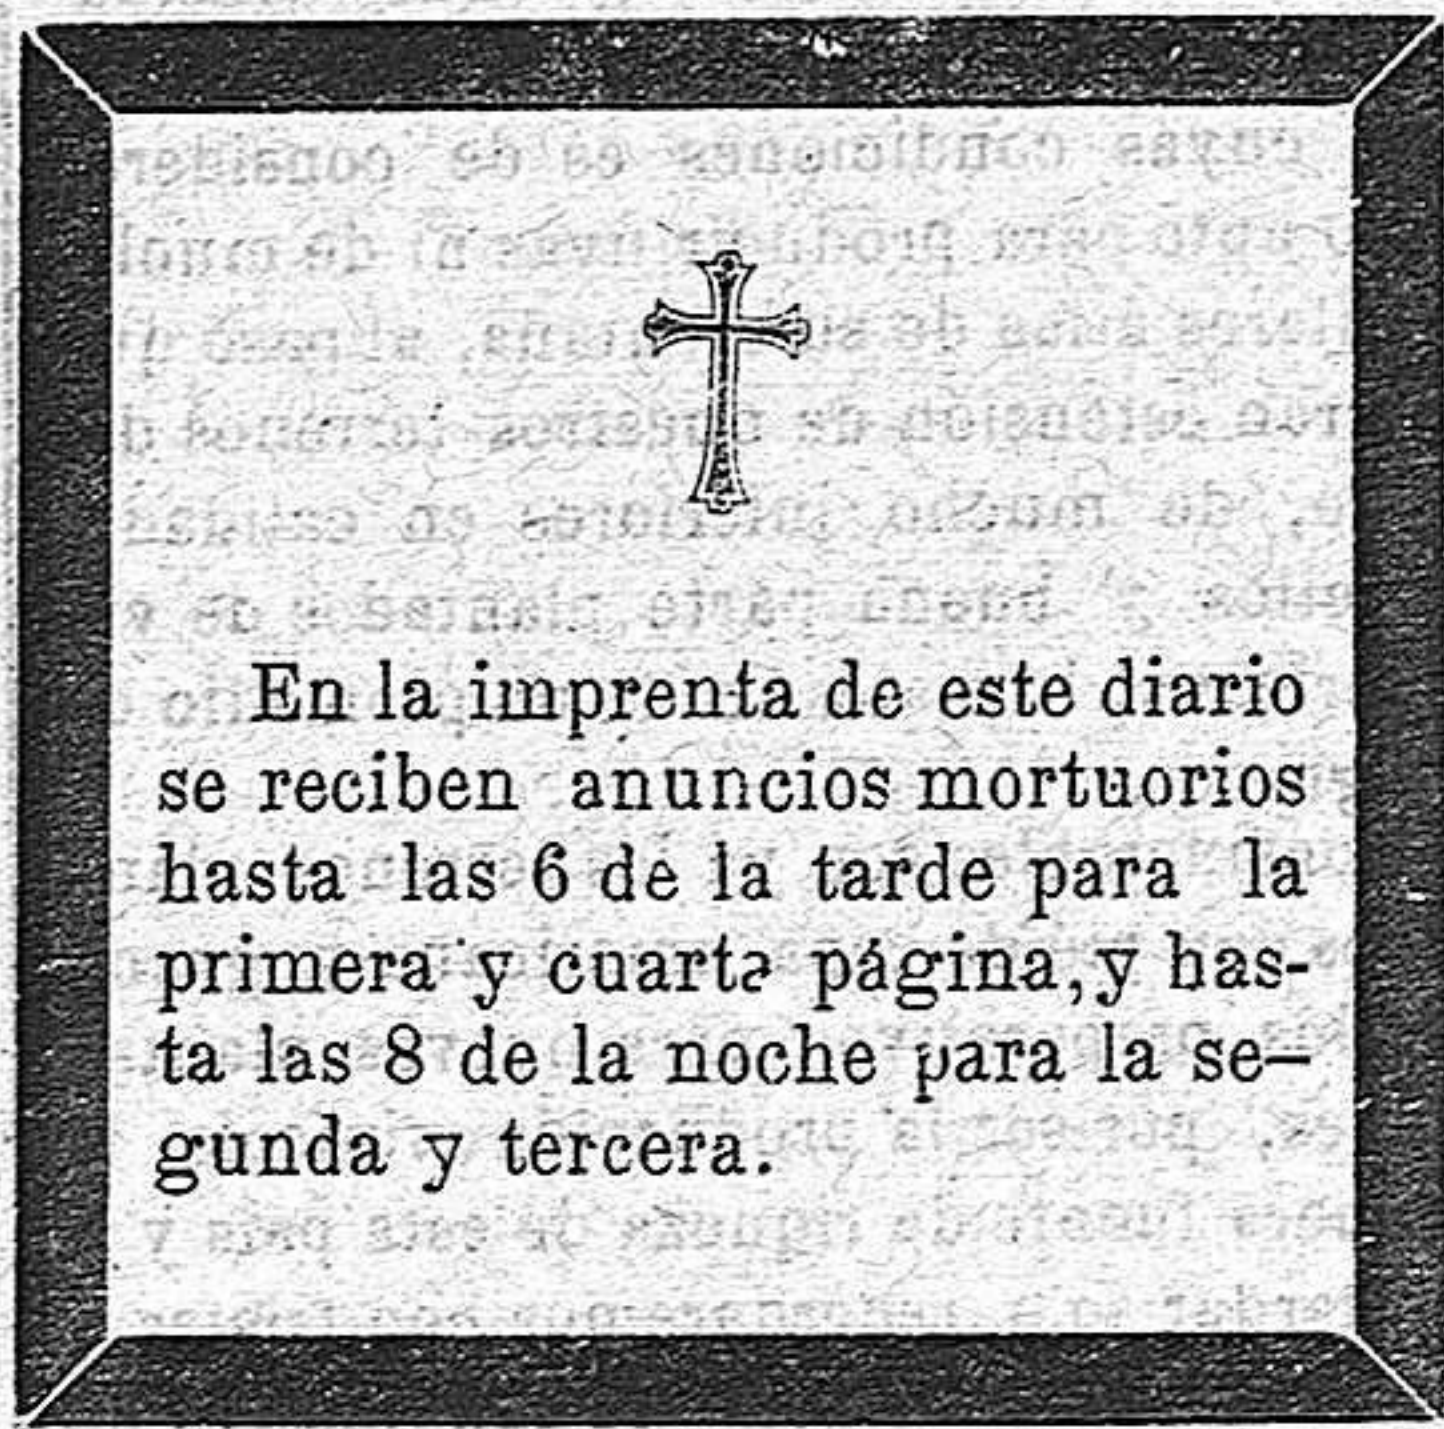 En la imprenta de este diario
se reciben anuncios mortuorios
hasta las 6 de la tarde para la
primera y cuarta página, y has-
ta las 8 de la noche para la se-
gunda y tercera.